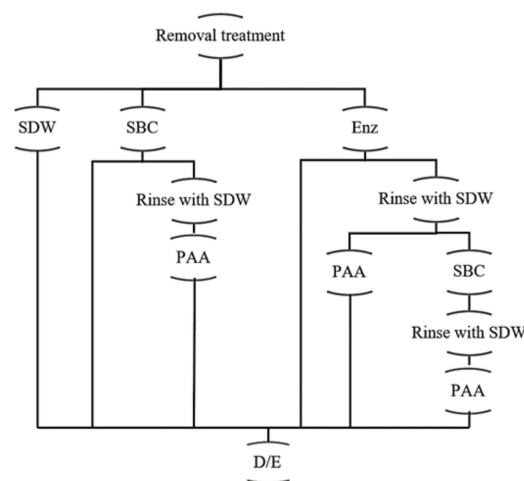 Removal treatment
SDW
SBC
Enz
Rinse with SDW
Rinse with SDW
PAA
PAA
SBC
Rinse with SDW
PAA
D/E